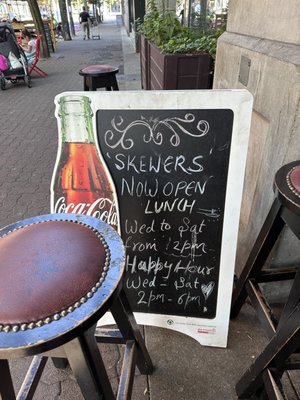 Coca-Cola
SKEWERS
NOW OPEN
LUNCH
Wed to Sat
from 12pm
Happy Hour
Wed - Sat
2pm - 6pm